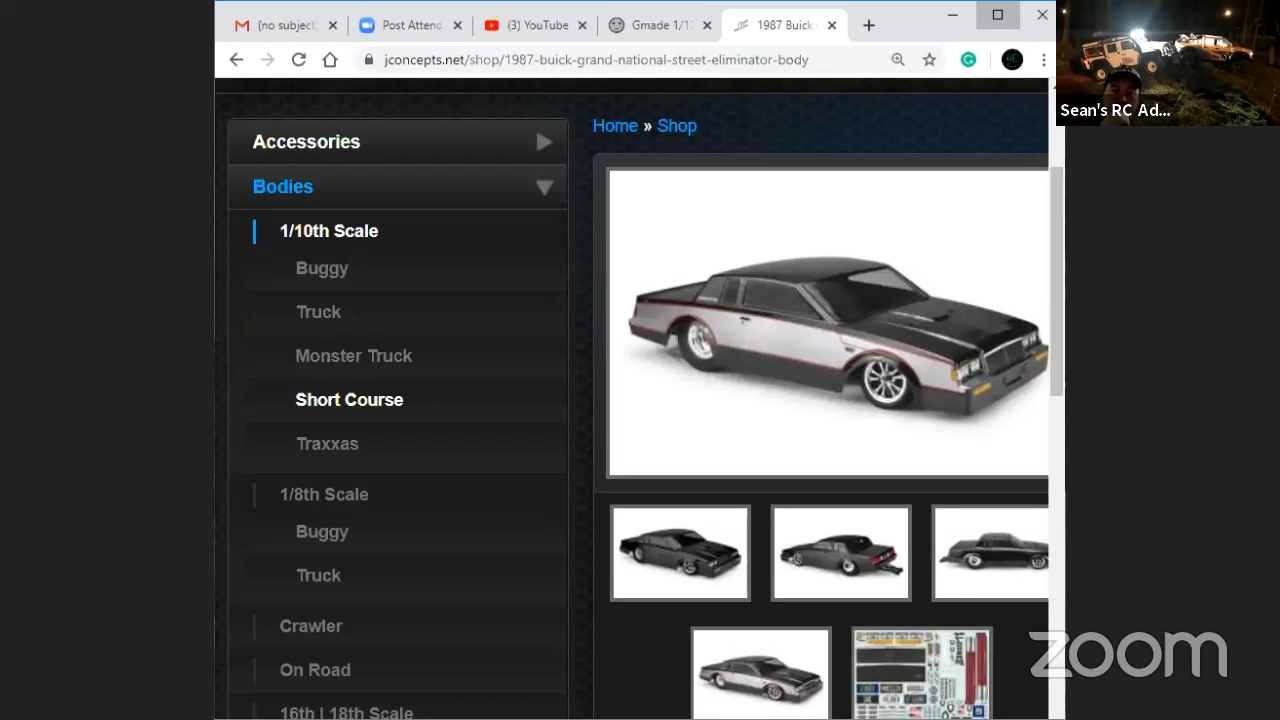 (no subject)
Post Attend
(3) YouTube
Gmade 1/1
1987 Buick
jconcepts.net/shop/1987-buick-grand-national-street-eliminator-body
Sean's RC Ad...
Accessories
Bodies
1/10th Scale
Buggy
Truck
Monster Truck
Short Course
Traxxas
1/8th Scale
Buggy
Truck
Crawler
On Road
16th | 18th Scale
Home » Shop
zoom